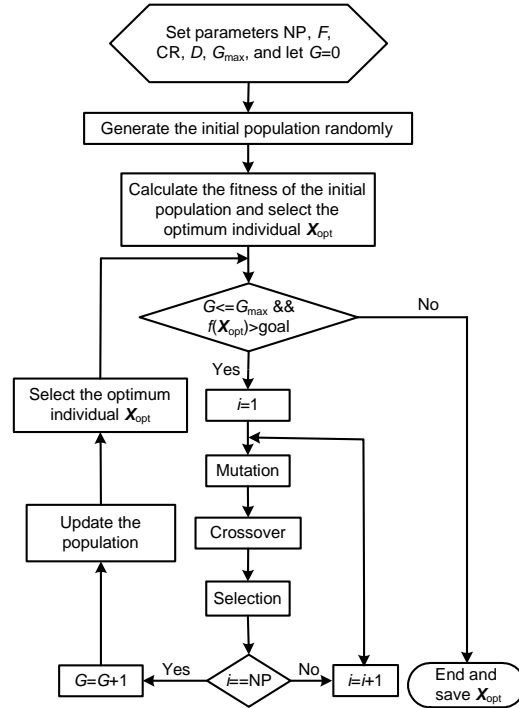 Set parameters NP, F,
CR, D, Gmax, and let G=0
Generate the initial population randomly
Calculate the fitness of the initial
population and select the
optimum individual Xopt
G<=Gmax &&
f(Xopt)>goal
No
Yes
Select the optimum
individual Xopt
i=1
Mutation
Update the
population
Crossover
Selection
G=G+1
Yes
i==NP
No
i=i+1
End and
save Xopt